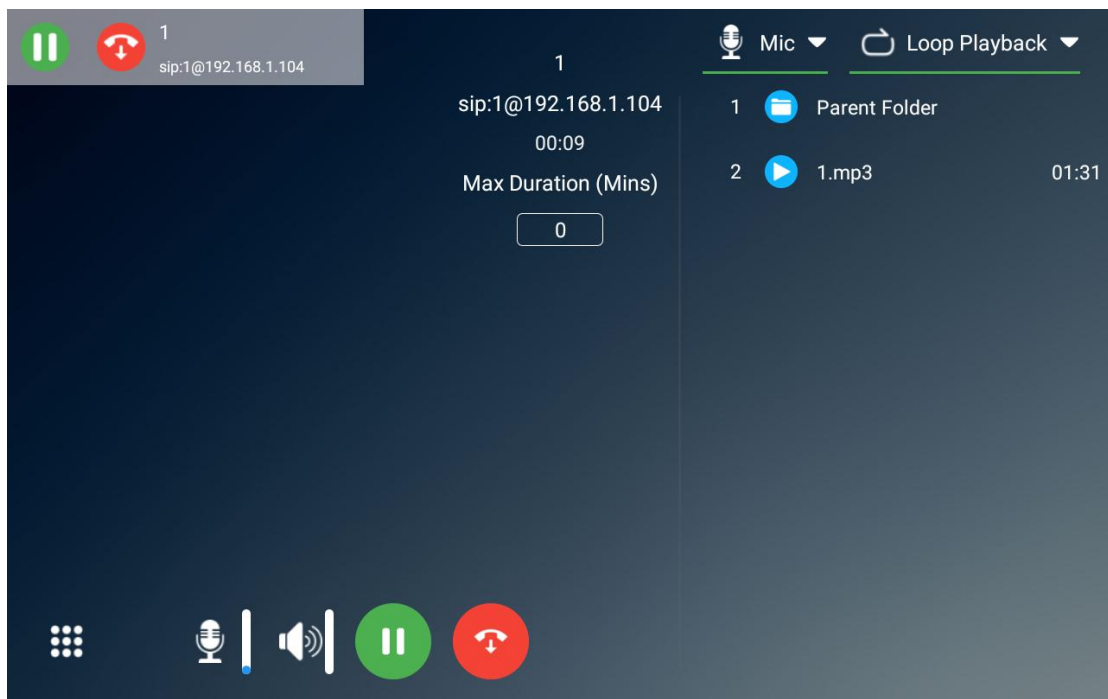 1
sip:1@192.168.1.104
1
sip:1@192.168.1.104
00:09
Max Duration (Mins)
0
Mic Loop Playback
1 Parent Folder
2 1.mp3 01:31